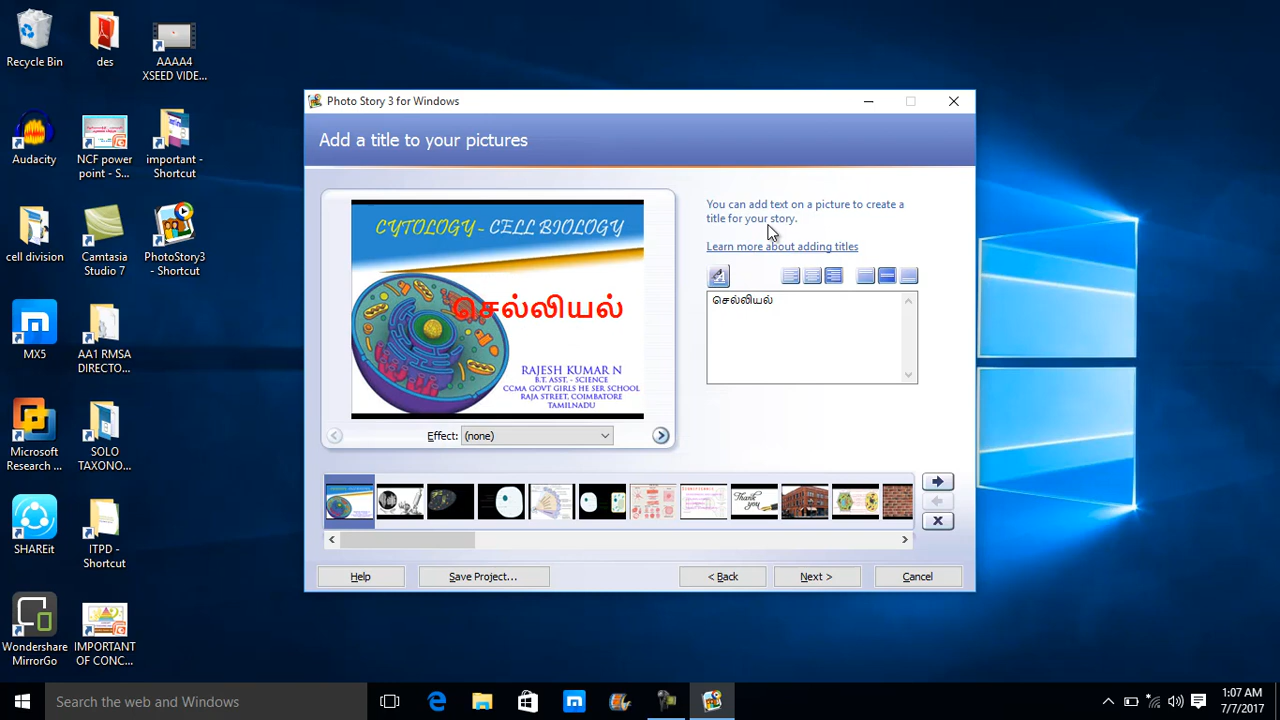 Recycle Bin
des
AAAA4
XSEED VIDE...
Audacity
NCF power
point - S...
important -
Shortcut
cell division
Camtasia
Studio 7
PhotoStory3
- Shortcut
MX5
AA1 RMSA
DIRECTO...
Microsoft
Research ...
SOLO
TAXONO...
SHAREit
ITPD -
Shortcut
Wondershare
MirrorGo
IMPORTANT
OF CONC...
Photo Story 3 for Windows
Add a title to your pictures
CYTOLOGY - CELL BIOLOGY
செல்லியல்
RAJESH KUMAR N
B.T. ASST. - SCIENCE
CCMA GOVT GIRLS HE SER SCHOOL
RAJA STREET, COIMBATORE
TAMILNADU
Effect: (none)
You can add text on a picture to create a
title for your story.
Learn more about adding titles
செல்லியல்
Thank
you
Help
Save Project...
< Back
Next >
Cancel
Search the web and Windows
1:07 AM
7/7/2017